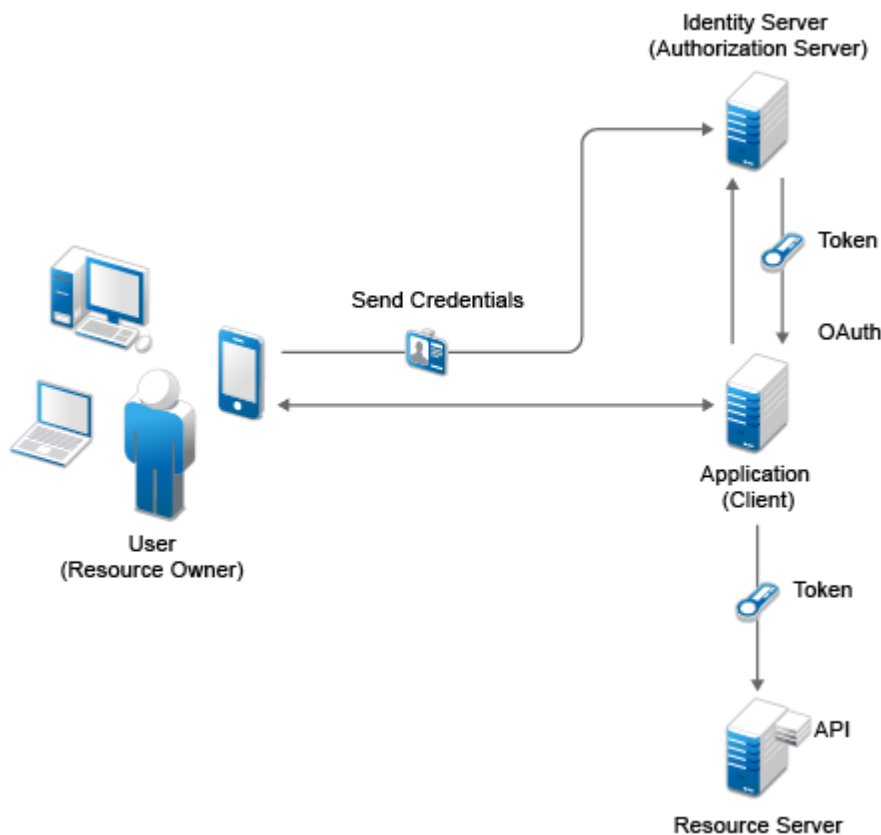 Identity Server
(Authorization Server)
Token
Send Credentials
OAuth
Application
(Client)
User
(Resource Owner)
Token
API
Resource Server